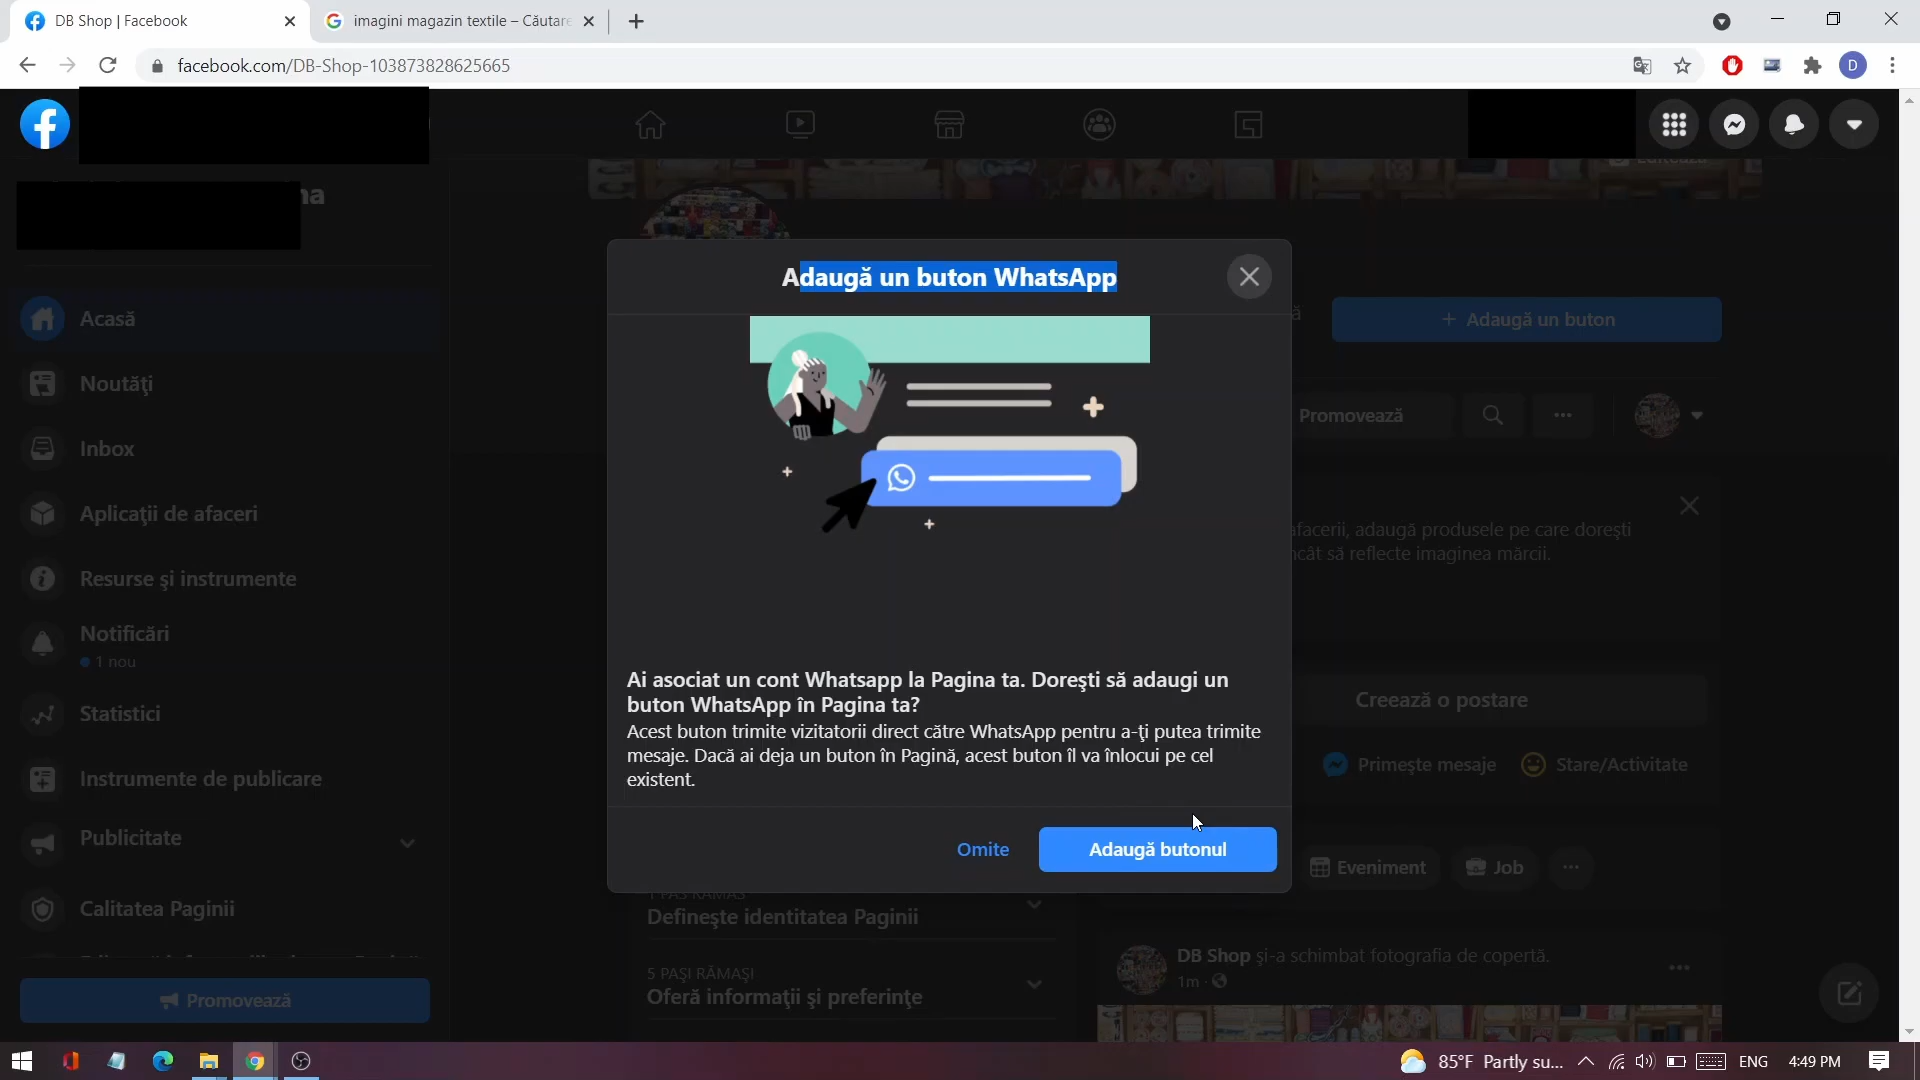 DB Shop | Facebook
imagini magazin textile – Căutare
facebook.com/DB-Shop-103873828625665
D
Editează
na
Adaugă un buton WhatsApp
Acasă
ă
+ Adaugă un buton
Noutăți
Promovează
Inbox
Aplicații de afaceri
afacerii, adaugă produsele pe care dorești
ncât să reflecte imaginea mărcii.
Resurse și instrumente
Notificări
1 nou
Ai asociat un cont Whatsapp la Pagina ta. Dorești să adaugi un
buton WhatsApp în Pagina ta?
Acest buton trimite vizitatorii direct către WhatsApp pentru a-ți putea trimite
mesaje. Dacă ai deja un buton în Pagină, acest buton îl va înlocui pe cel
existent.
Creează o postare
Statistici
Primește mesaje
Stare/Activitate
Instrumente de publicare
Publicitate
Omite
Adaugă butonul
Eveniment
Job
1 PAS RĂMAS
Definește identitatea Paginii
Calitatea Paginii
DB Shop și-a schimbat fotografia de copertă.
1m
5 PAȘI RĂMAȘI
Oferă informații și preferințe
Promovează
85°F Partly su...
ENG
4:49 PM